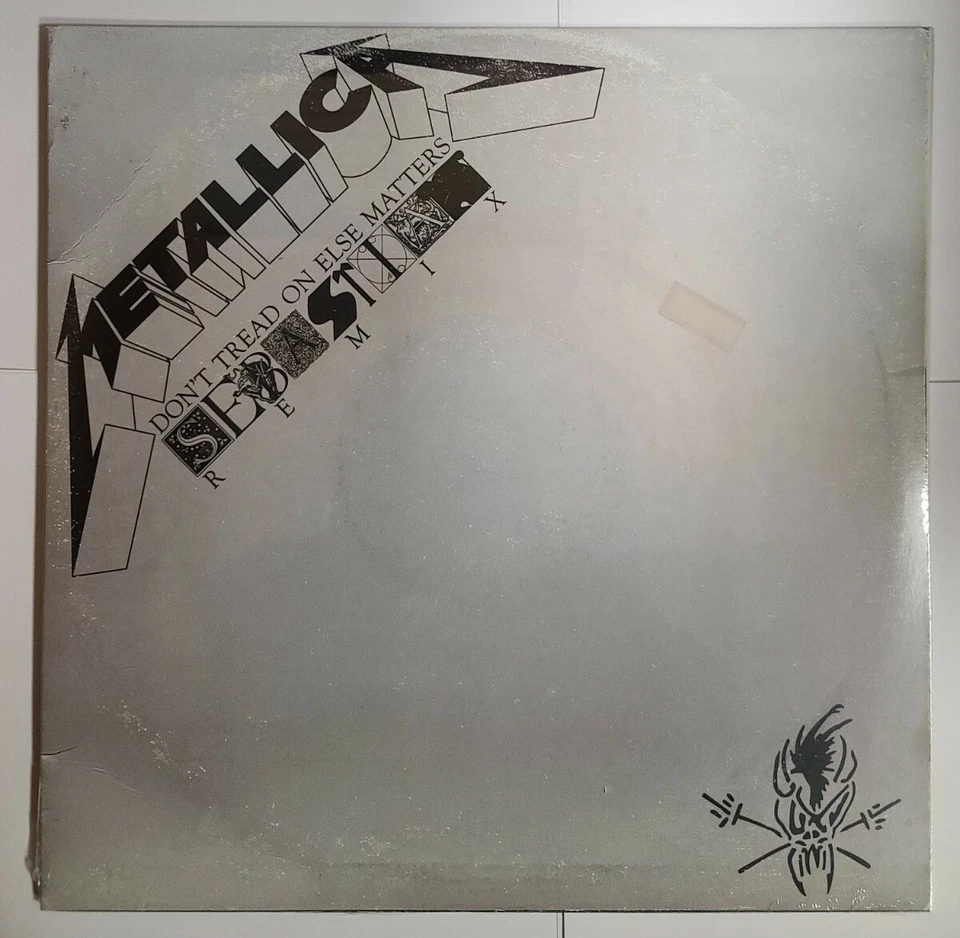 METALLICA
DON'T TREAD ON ELSE MATTERS
SEBASTIAN
REMIX